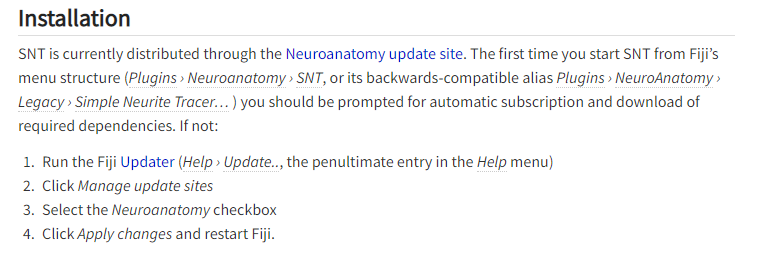 Installation
SNT is currently distributed through the Neuroanatomy update site. The first time you start SNT from Fiji's
menu structure (Plugins › Neuroanatomy › SNT, or its backwards-compatible alias Plugins › NeuroAnatomy ›
Legacy › Simple Neurite Tracer… ) you should be prompted for automatic subscription and download of
required dependencies. If not:
1. Run the Fiji Updater (Help › Update.., the penultimate entry in the Help menu)
2. Click Manage update sites
3. Select the Neuroanatomy checkbox
4. Click Apply changes and restart Fiji.